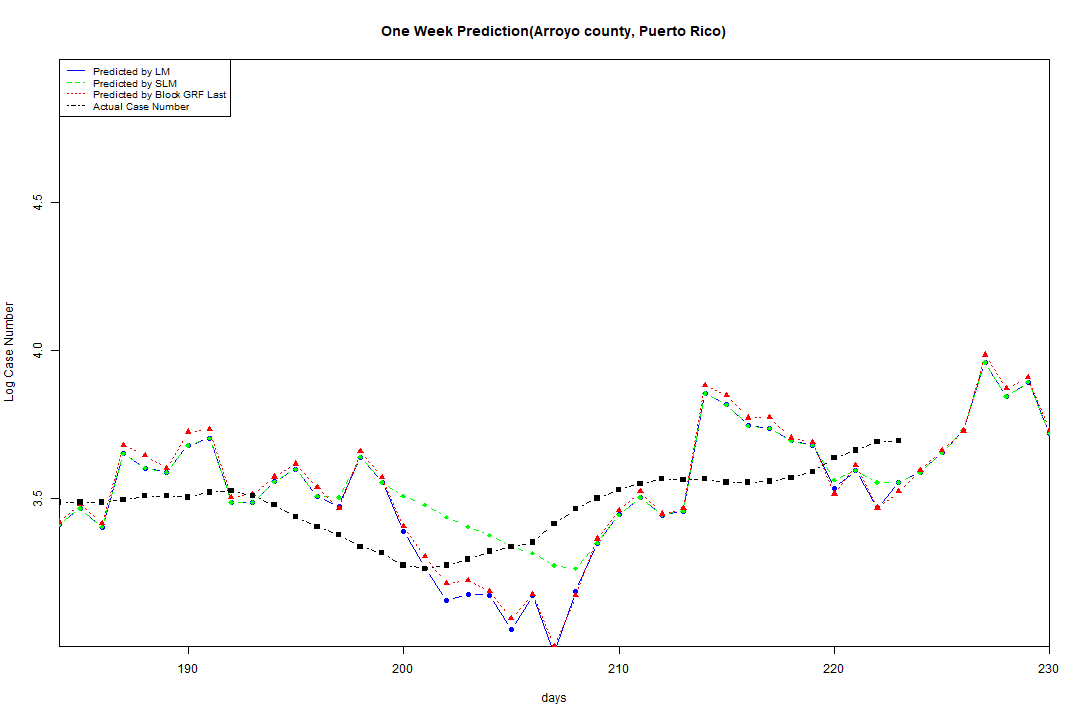 One Week Prediction(Arroyo county, Puerto Rico)
Predicted by LM
Predicted by SLM
Predicted by Block GRF Last
Actual Case Number
4.5
4.0
3.5
Log Case Number
190 200 210 220 230
days